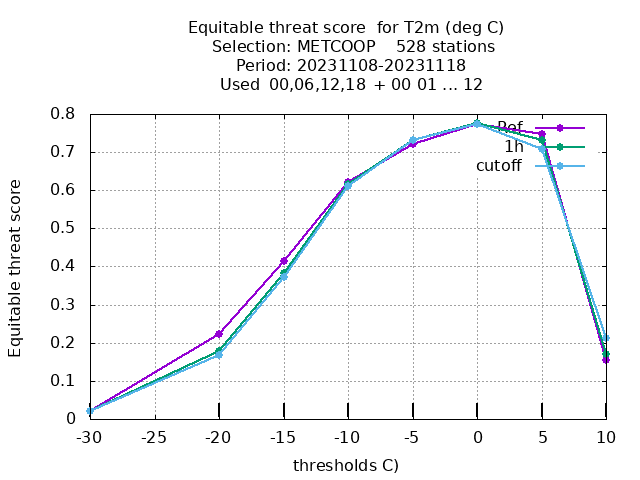 Equitable threat score for T2m (deg C)
Selection: METCOOP 528 stations
Period: 20231108-20231118
Used 00,06,12,18 + 00 01 ... 12
Equitable threat score
0.8
0.7
0.6
0.5
0.4
0.3
0.2
0.1
0
-30
-25
-20
-15
-10
-5
0
5
10
thresholds C)
Ref
1h
cutoff